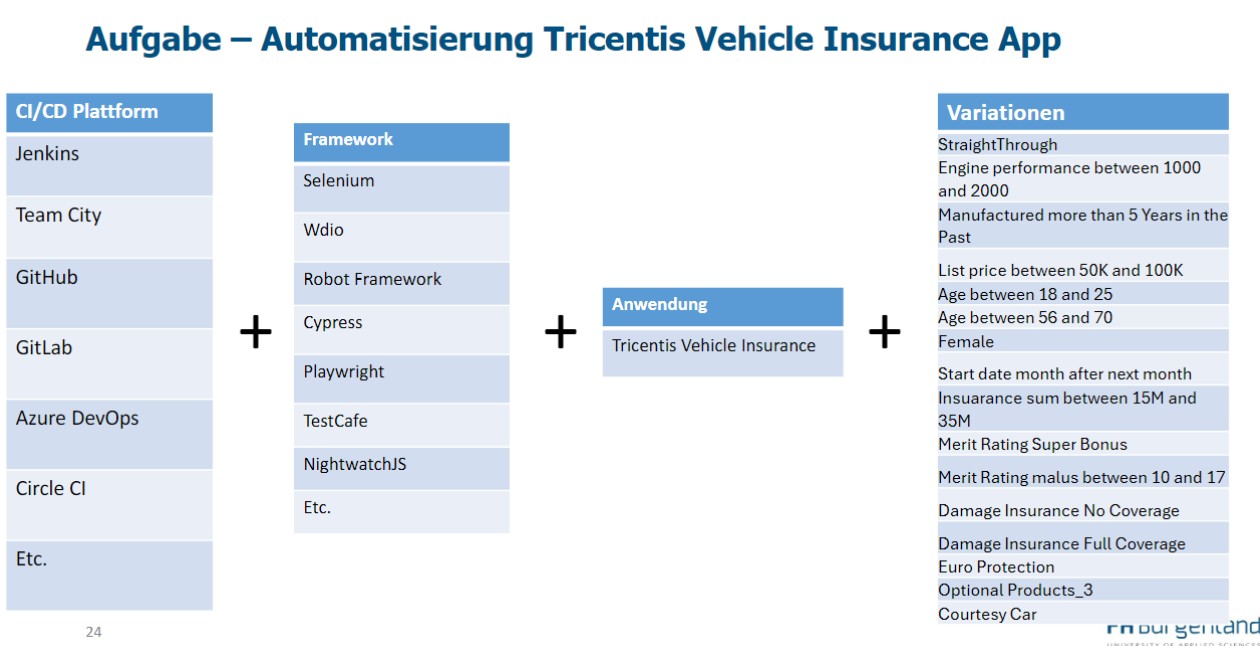 Aufgabe – Automatisierung Tricentis Vehicle Insurance App
CI/CD Plattform
Jenkins
Team City
GitHub
GitLab
Azure DevOps
Circle CI
Etc.
+
Framework
Selenium
Wdio
Robot Framework
Cypress
Playwright
TestCafe
NightwatchJS
Etc.
+
Anwendung
Tricentis Vehicle Insurance
+
Variationen
StraightThrough
Engine performance between 1000
and 2000
Manufactured more than 5 Years in the
Past
List price between 50K and 100K
Age between 18 and 25
Age between 56 and 70
Female
Start date month after next month
Insuarance sum between 15M and
35M
Merit Rating Super Bonus
Merit Rating malus between 10 and 17
Damage Insurance No Coverage
Damage Insurance Full Coverage
Euro Protection
Optional Products_3
Courtesy Car
24
FH Burgenland
UNIVERSITY OF APPLIED SCIENCES